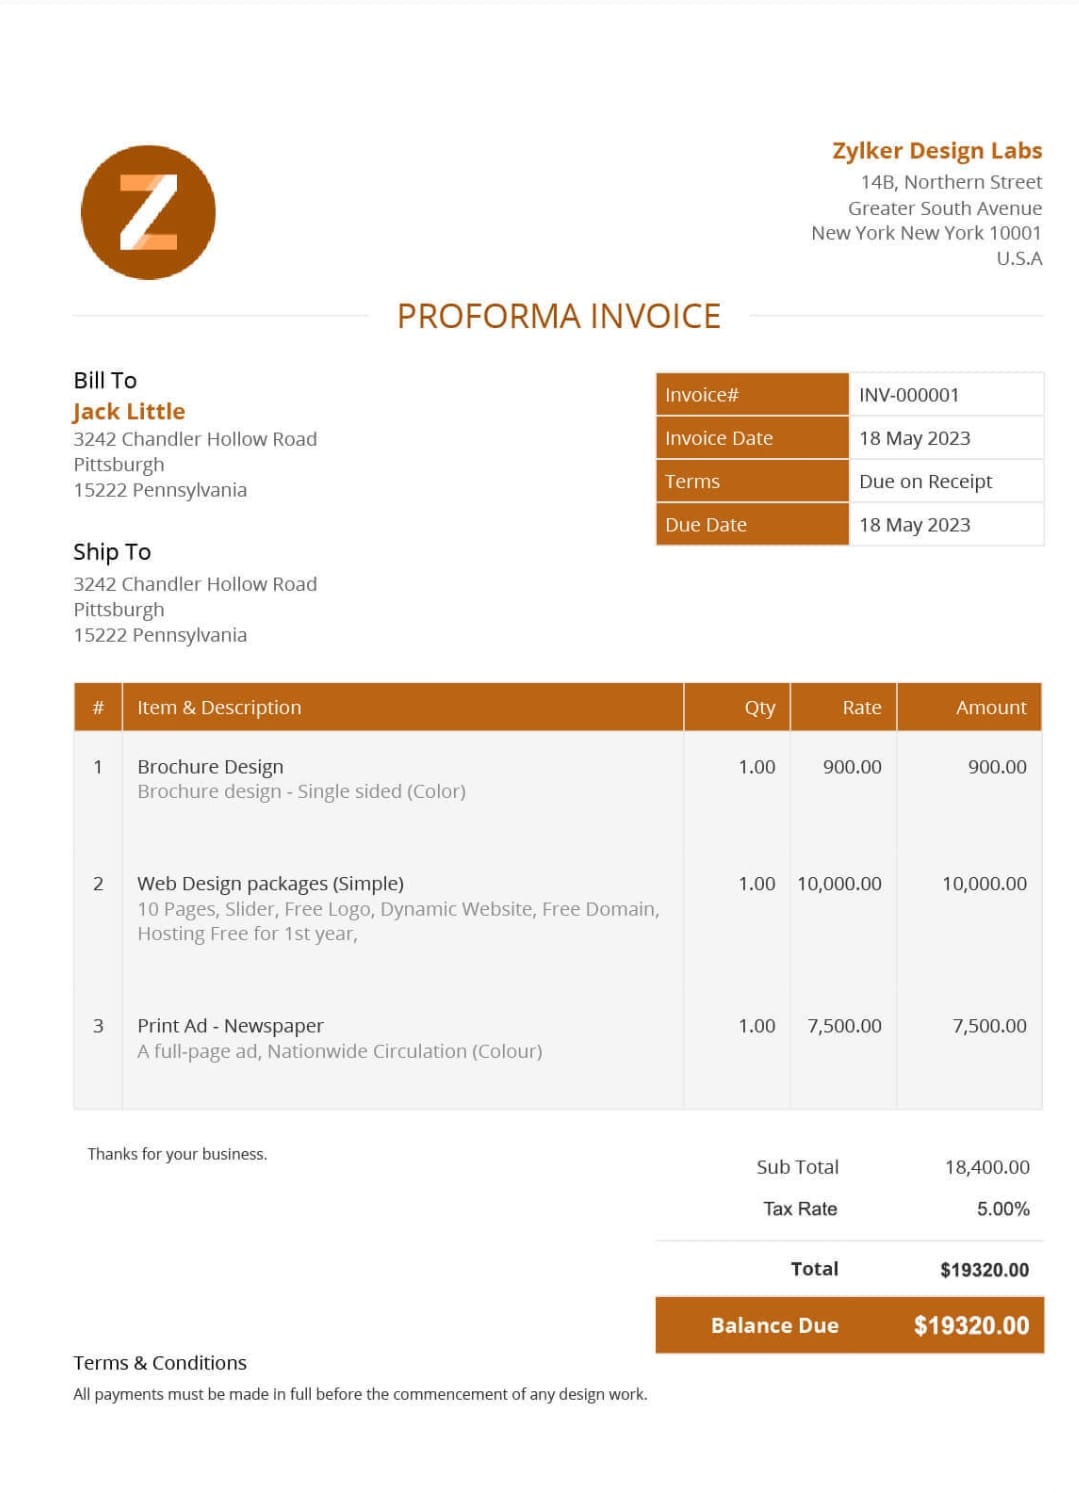 Z
Zylker Design Labs
14B, Northern Street
Greater South Avenue
New York New York 10001
U.S.A
PROFORMA INVOICE
Bill To
Jack Little
3242 Chandler Hollow Road
Pittsburgh
15222 Pennsylvania
Invoice# INV-000001
Invoice Date 18 May 2023
Terms Due on Receipt
Due Date 18 May 2023
Ship To
3242 Chandler Hollow Road
Pittsburgh
15222 Pennsylvania
# Item & Description Qty Rate Amount
1 Brochure Design 1.00 900.00 900.00
Brochure design - Single sided (Color)
2 Web Design packages (Simple) 1.00 10,000.00 10,000.00
10 Pages, Slider, Free Logo, Dynamic Website, Free Domain,
Hosting Free for 1st year,
3 Print Ad - Newspaper 1.00 7,500.00 7,500.00
A full-page ad, Nationwide Circulation (Colour)
Thanks for your business.
Sub Total 18,400.00
Tax Rate 5.00%
Total $19320.00
Balance Due $19320.00
Terms & Conditions
All payments must be made in full before the commencement of any design work.